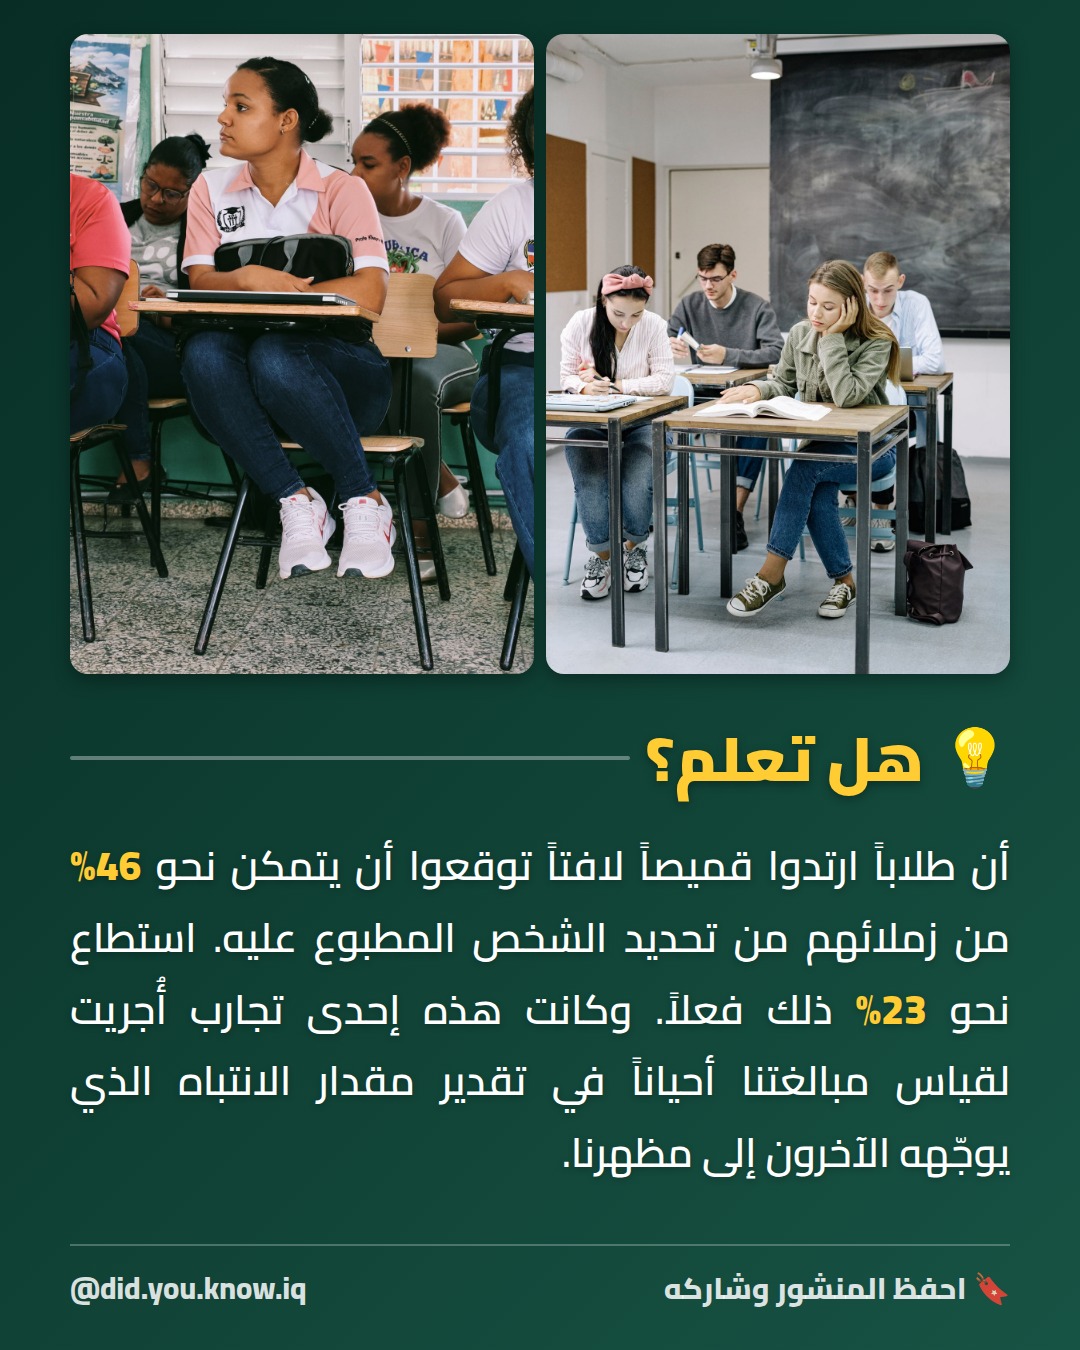 هل تعلم؟
أن طلاباً ارتدوا قميصاً لافتاً توقعوا أن يتمكن نحو 46%
من زملائهم من تحديد الشخص المطبوع عليه. استطاع
نحو 23% ذلك فعلاً. وكانت هذه إحدى تجارب أُجريت
لقياس مبالغتنا أحياناً في تقدير مقدار الانتباه الذي
يوجّهه الآخرون إلى مظهرنا.
احفظ المنشور وشاركه
@did.you.know.iq